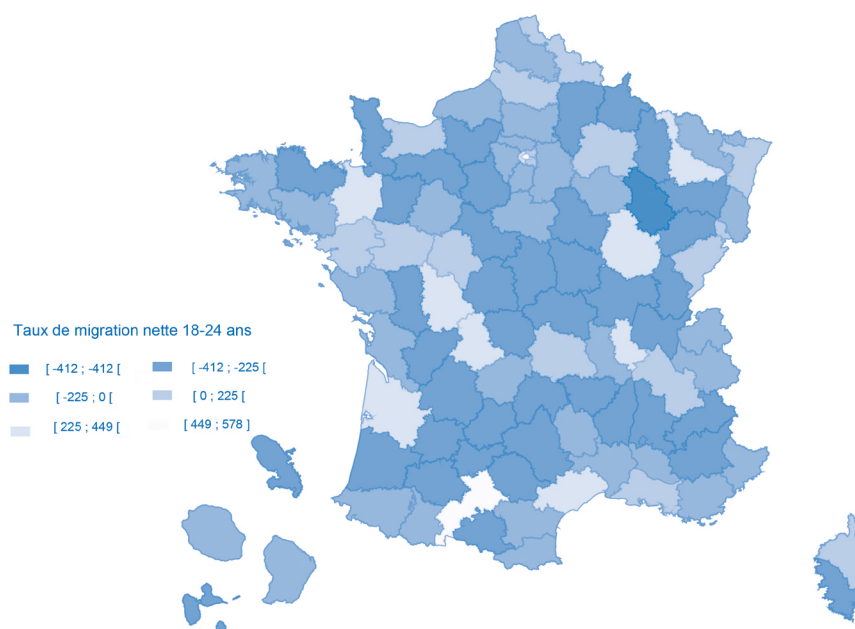 Taux de migration nette 18-24 ans
[ -412 ; -412 [ [ -412 ; -225 [
[ -225 ; 0 [ [ 0 ; 225 [
[ 225 ; 449 [ [ 449 ; 578 ]